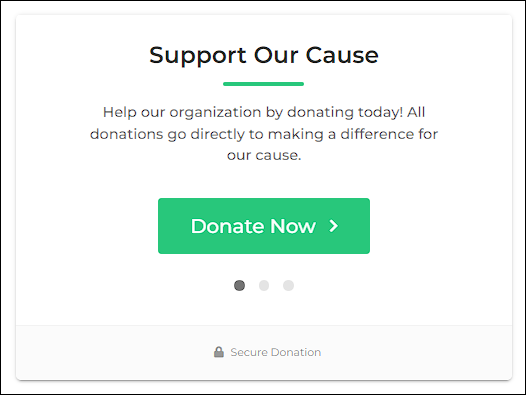 Support Our Cause
Help our organization by donating today! All
donations go directly to making a difference for
our cause.
Donate Now
Secure Donation